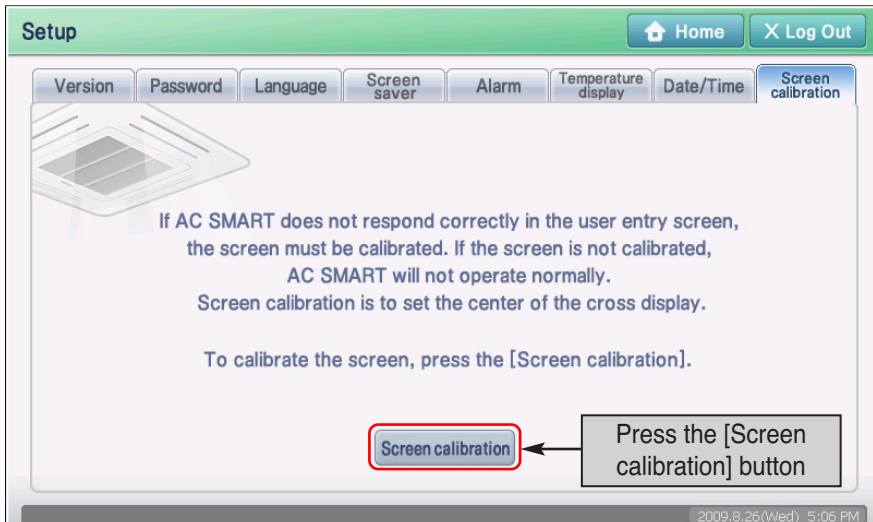 Setup
Home
X Log Out
Version
Password
Language
Screen
saver
Alarm
Temperature
display
Date/Time
Screen
calibration
If AC SMART does not respond correctly in the user entry screen,
the screen must be calibrated. If the screen is not calibrated,
AC SMART will not operate normally.
Screen calibration is to set the center of the cross display.
To calibrate the screen, press the [Screen calibration].
Screen calibration
Press the [Screen
calibration] button
2009.8.26(Wed) 5:06 PM